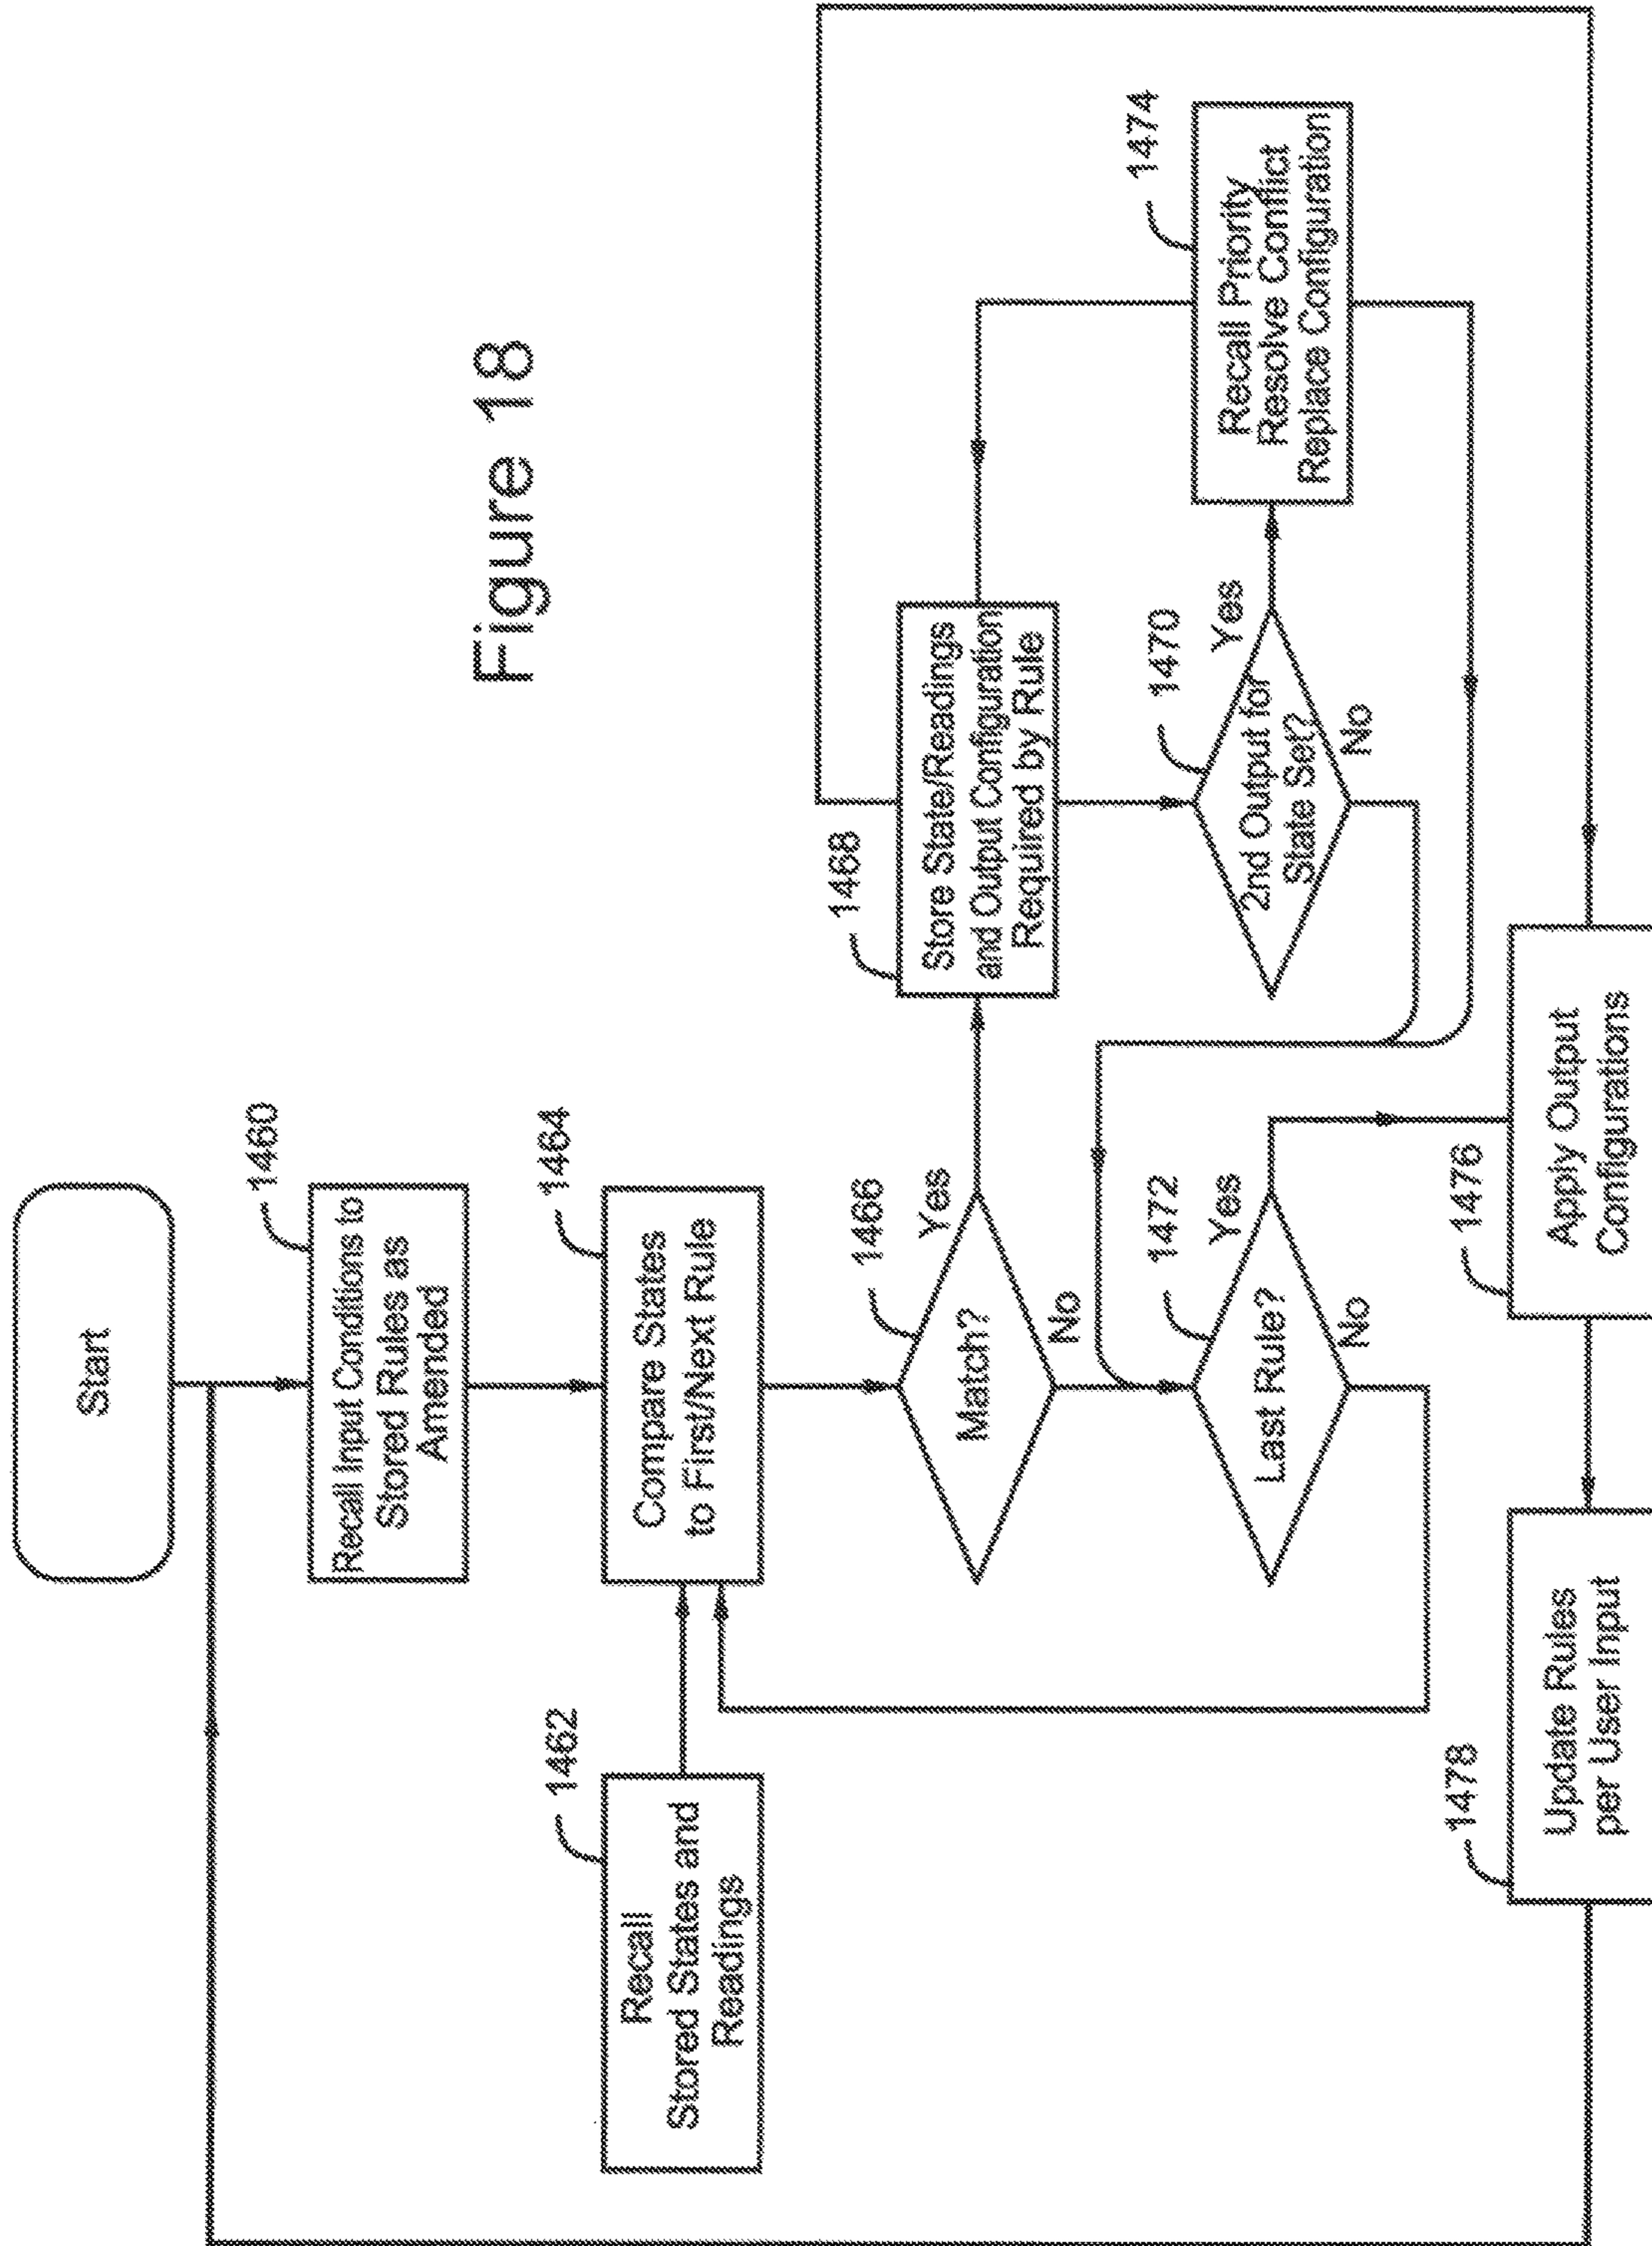 Figure 18
Start
1460
Recall Input Conditions to
Stored Rules as
Amended
1462
Recall
Stored States and
Readings
1464
Compare States
to First/Next Rule
1466
Match?
Yes
No
1468
Store State/Readings
and Output Configuration
Required by Rule
1470
2nd Output for
State Set?
Yes
No
1474
Recall Priority
Resolve Conflict
Replace Configuration
1472
Last Rule?
Yes
No
1478
Update Rules
per User Input
1476
Apply Output
Configurations